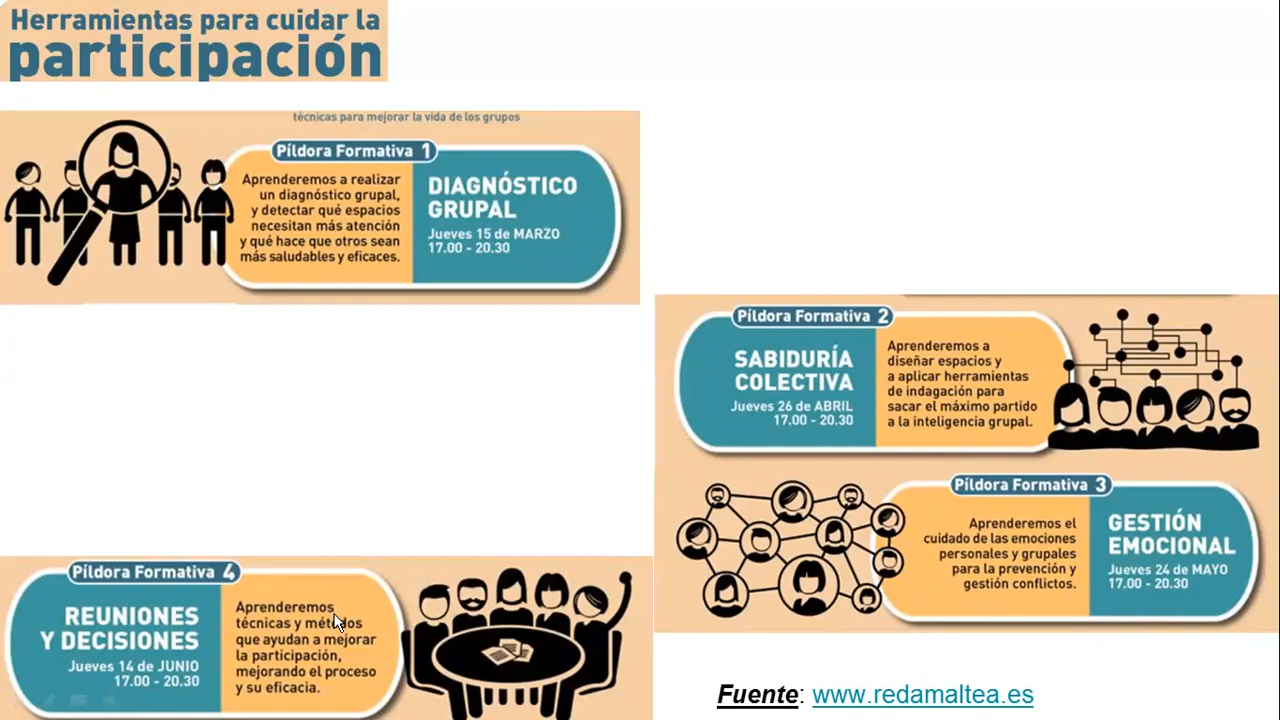 Herramientas para cuidar la
participación
técnicas para mejorar la vida de los grupos
Píldora Formativa 1
Aprenderemos a realizar
un diagnóstico grupal,
y detectar qué espacios
necesitan más atención
y qué hace que otros sean
más saludables y eficaces.
DIAGNÓSTICO
GRUPAL
Jueves 15 de MARZO
17.00 - 20.30
Píldora Formativa 2
SABIDURÍA
COLECTIVA
Jueves 26 de ABRIL
17.00 - 20.30
Aprenderemos a
diseñar espacios y
a aplicar herramientas
de indagación para
sacar el máximo partido
a la inteligencia grupal.
Píldora Formativa 3
Aprenderemos el
cuidado de las emociones
personales y grupales
para la prevención y
gestión conflictos.
GESTIÓN
EMOCIONAL
Jueves 24 de MAYO
17.00 - 20.30
Píldora Formativa 4
REUNIONES
Y DECISIONES
Jueves 14 de JUNIO
17.00 - 20.30
Aprenderemos
técnicas y métodos
que ayudan a mejorar
la participación,
mejorando el proceso
y su eficacia.
Fuente: www.redamaltea.es